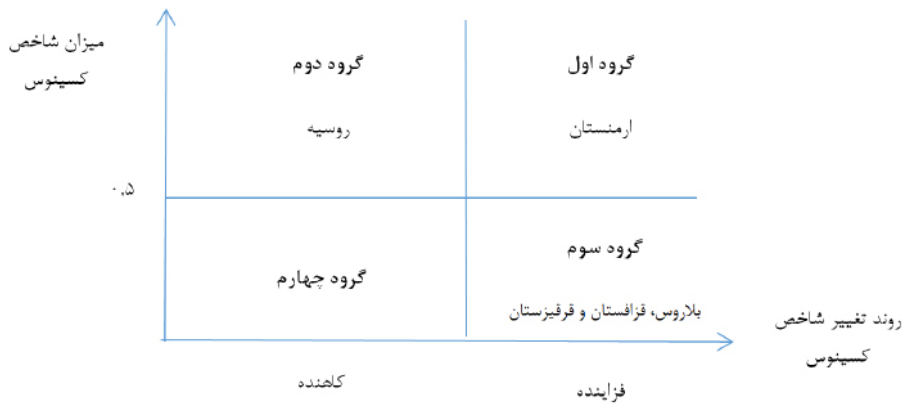 میزان شاخص
کسینوس
گروه دوم
گروه اول
روسیه
ارمنستان
۰,۵
گروه چهارم
گروه سوم
بلاروس، قزاقستان و قرقیزستان
روند تغییر شاخص
کسینوس
کاهنده
فزاینده